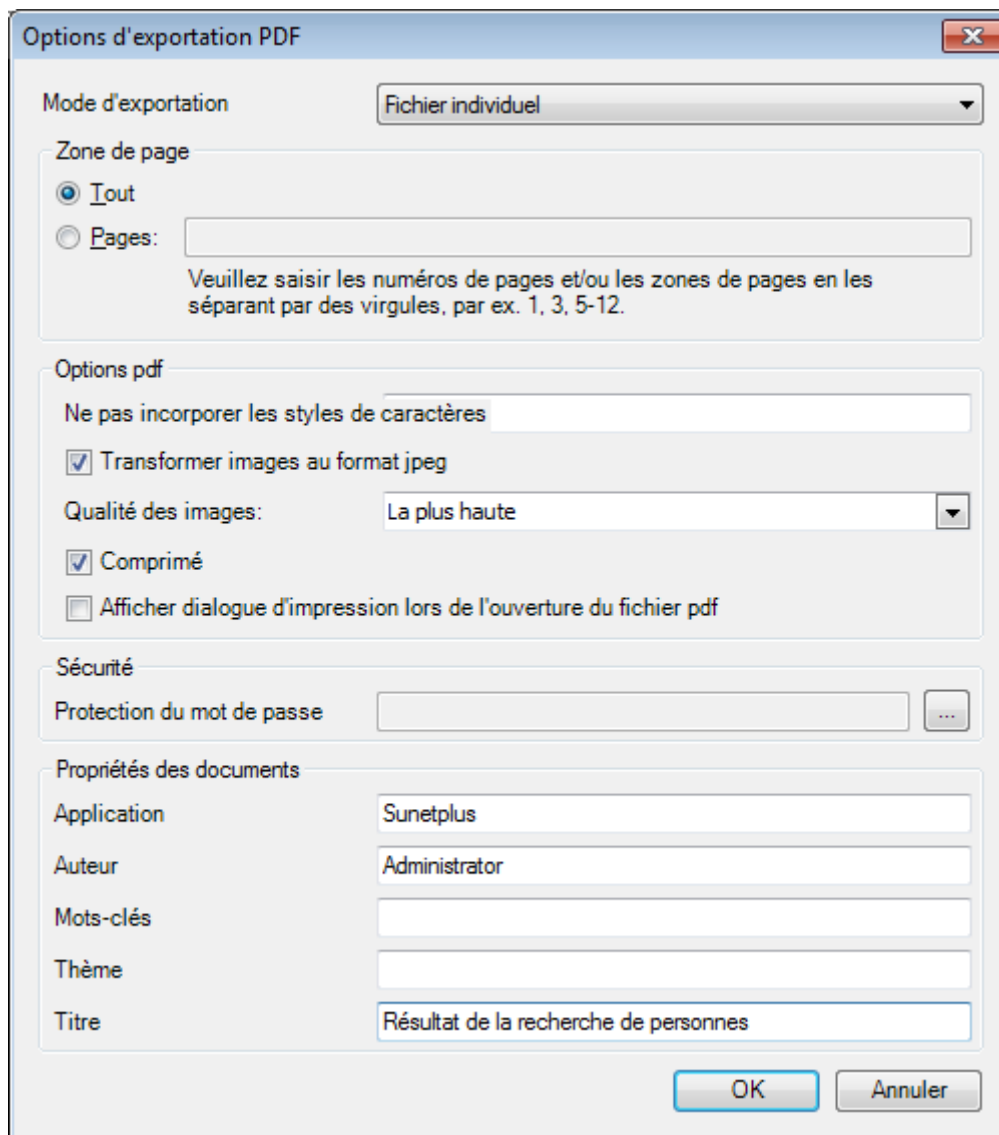 Options d'exportation PDF
Mode d'exportation Fichier individuel
Zone de page
Tout
Pages:
Veuillez saisir les numéros de pages et/ou les zones de pages en les
séparant par des virgules, par ex. 1, 3, 5-12.
Options pdf
Ne pas incorporer les styles de caractères
Transformer images au format jpeg
Qualité des images: La plus haute
Comprimé
Afficher dialogue d'impression lors de l'ouverture du fichier pdf
Sécurité
Protection du mot de passe ...
Propriétés des documents
Application Sunetplus
Auteur Administrator
Mots-clés
Thème
Titre Résultat de la recherche de personnes
OK Annuler